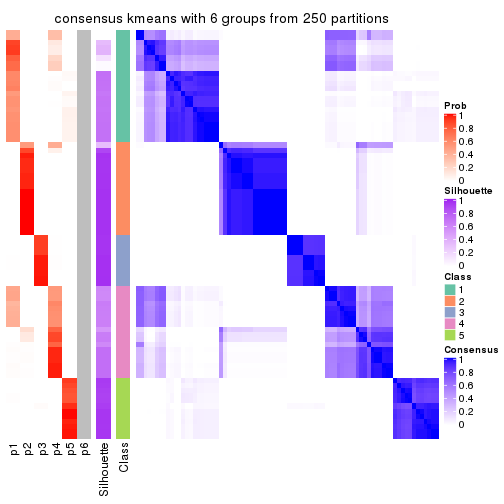 consensus kmeans with 6 groups from 250 partitions
Prob
1
0.8
0.6
0.4
0.2
0
Silhouette
1
0.8
0.6
0.4
0.2
0
Class
1
2
3
4
5
Consensus
1
0.8
0.6
0.4
0.2
0
p1
p2
p3
p4
p5
p6
Silhouette
Class